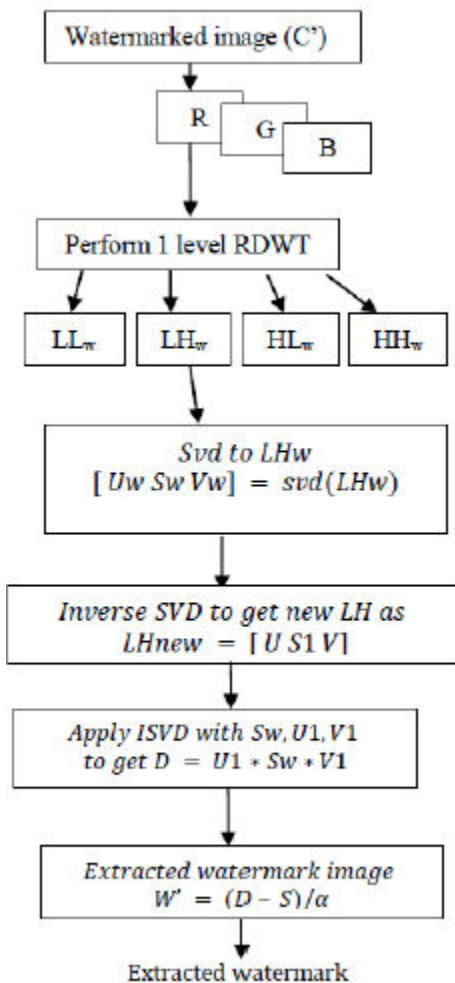 Watermarked image (C’)
R
G
B
Perform 1 level RDWT
LLw LHw HLw HHw
Svd to LHw
[ Uw Sw Vw] = svd(LHw)
Inverse SVD to get new LH as
LHnew = [ U S1 V]
Apply ISVD with Sw, U1, V1
to get D = U1 * Sw * V1
Extracted watermark image
W' = (D – S)/α
Extracted watermark